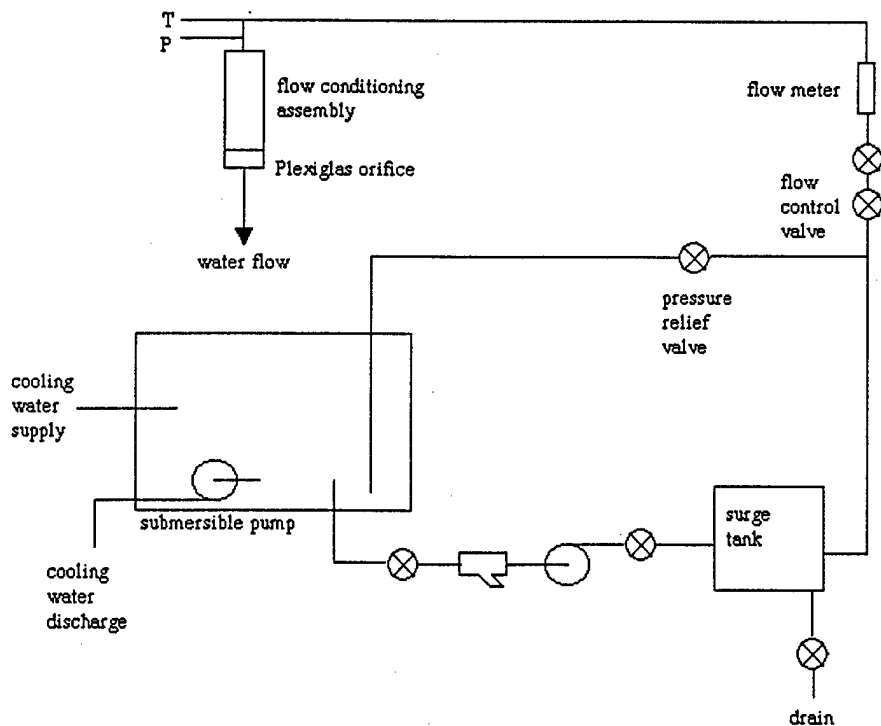 T
P
flow conditioning
assembly
Plexiglas orifice
water flow
flow meter
flow
control
valve
pressure
relief
valve
cooling
water
supply
submersible pump
cooling
water
discharge
surge
tank
drain